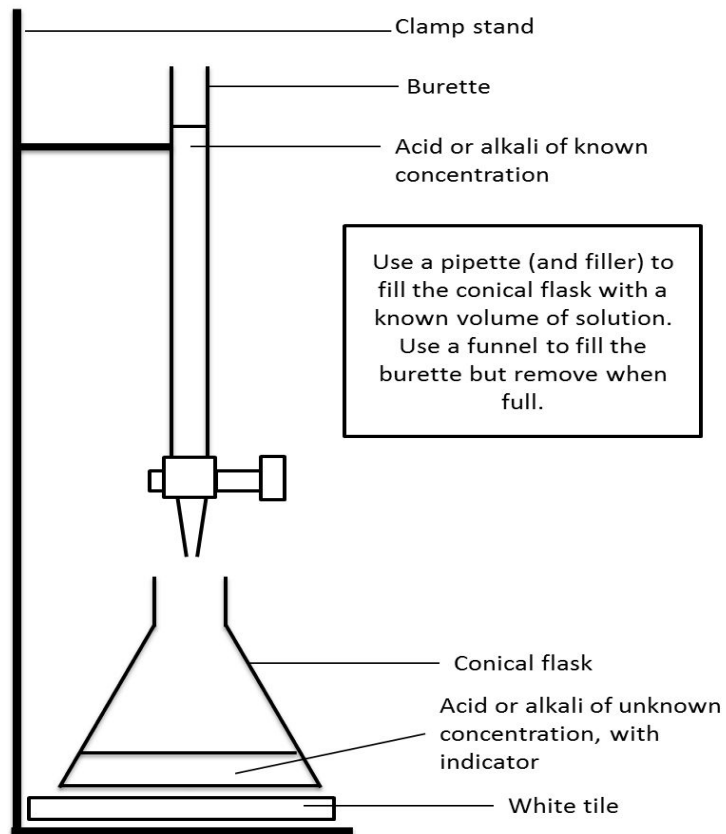 Clamp stand
Burette
Acid or alkali of known
concentration
Use a pipette (and filler) to
fill the conical flask with a
known volume of solution.
Use a funnel to fill the
burette but remove when
full.
Conical flask
Acid or alkali of unknown
concentration, with
indicator
White tile